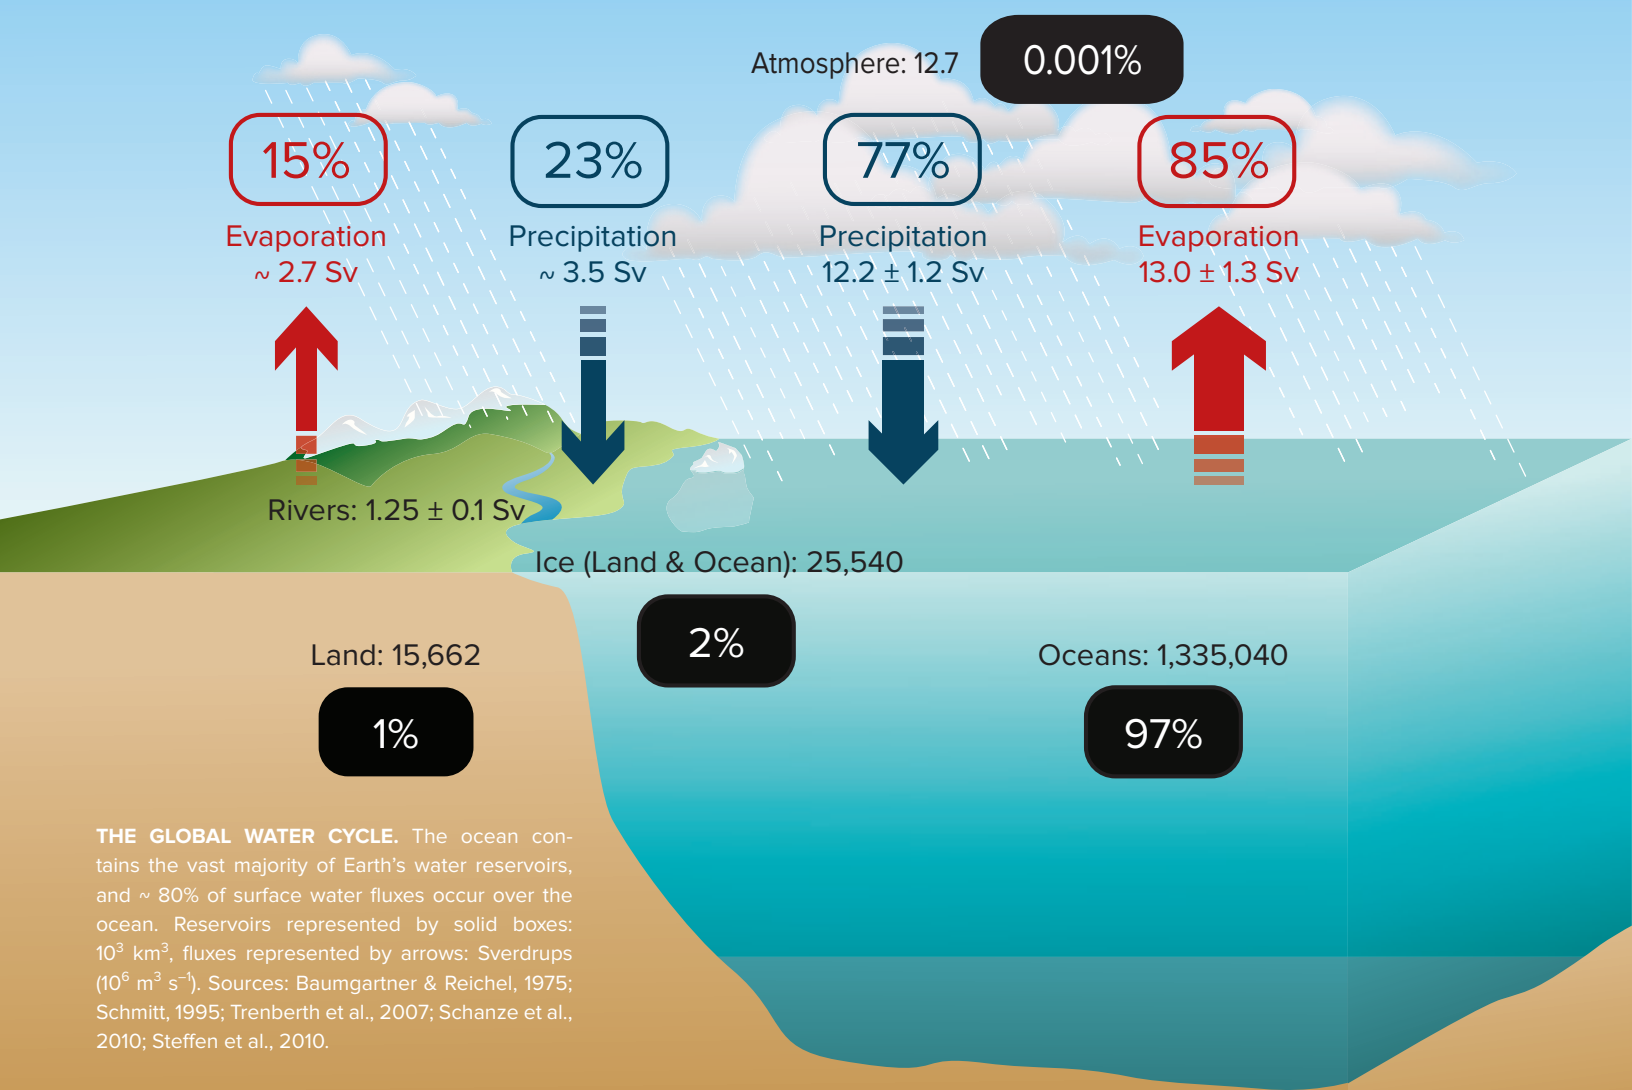 Atmosphere: 12.7
0.001%
15%
Evaporation
~ 2.7 Sv
23%
Precipitation
~ 3.5 Sv
77%
Precipitation
12.2 ± 1.2 Sv
85%
Evaporation
13.0 ± 1.3 Sv
Rivers: 1.25 ± 0.1 Sv
Ice (Land & Ocean): 25,540
2%
Land: 15,662
1%
Oceans: 1,335,040
97%
THE GLOBAL WATER CYCLE. The ocean con-
tains the vast majority of Earth’s water reservoirs,
and ~ 80% of surface water fluxes occur over the
ocean. Reservoirs represented by solid boxes:
10³ km³, fluxes represented by arrows: Sverdrups
(10⁶ m³ s⁻¹). Sources: Baumgartner & Reichel, 1975;
Schmitt, 1995; Trenberth et al., 2007; Schanze et al.,
2010; Steffen et al., 2010.